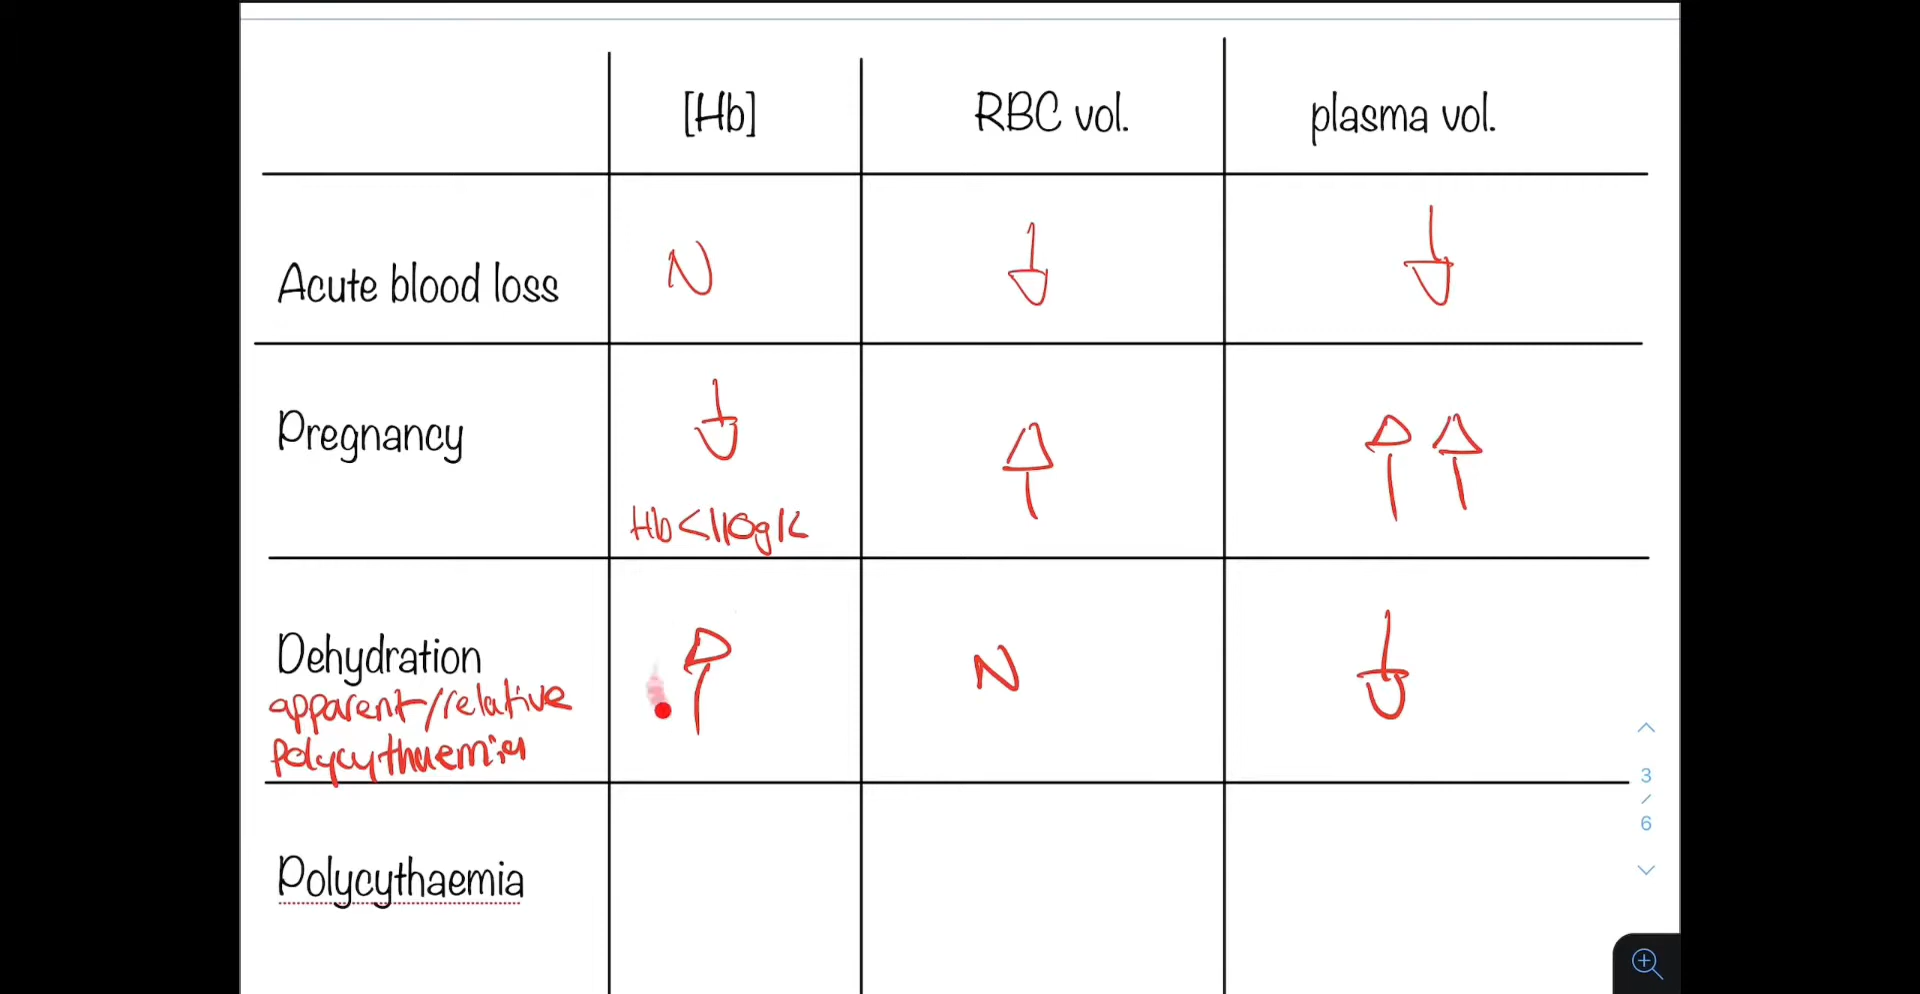 [Hb] RBC vol. plasma vol.
Acute blood loss N ↓ ↓
Pregnancy ↓ ↑ ↑↑
Hb<110g/L
Dehydration ↑ N ↓
apparent/relative
polycythaemia
Polycythaemia
3
/
6